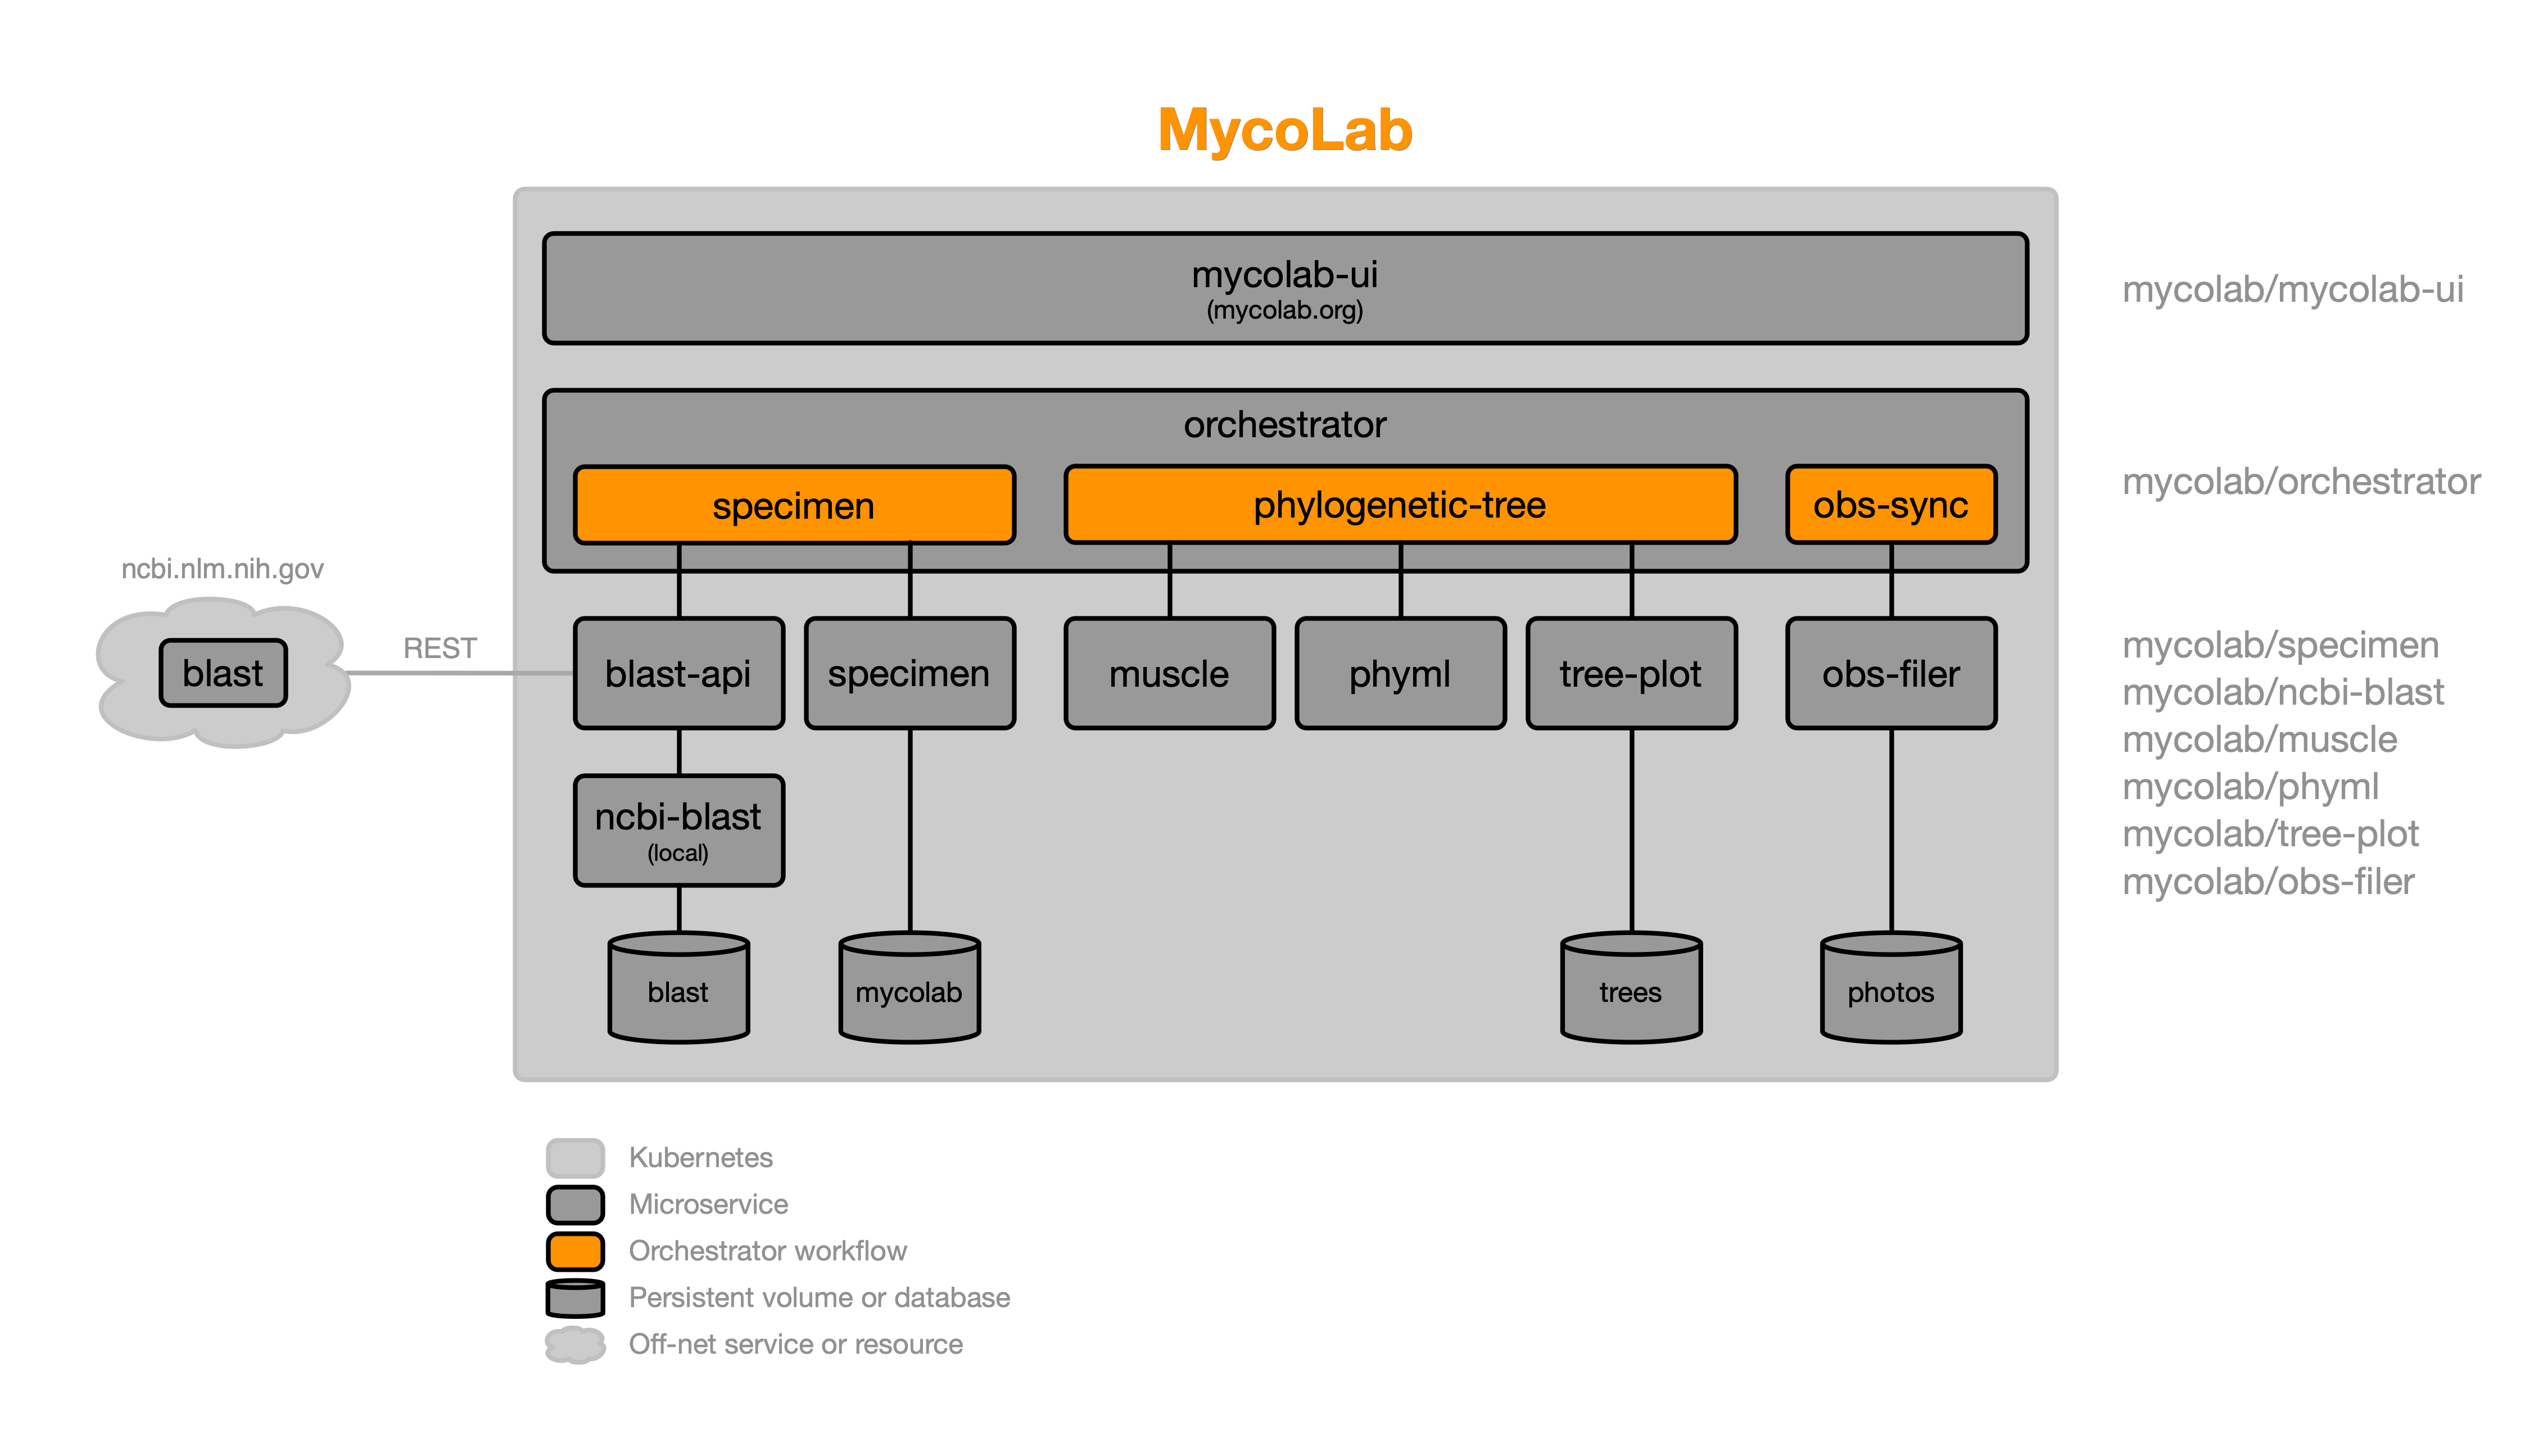 MycoLab
mycolab-ui
(mycolab.org)
mycolab/mycolab-ui
orchestrator
specimen
phylogenetic-tree
obs-sync
mycolab/orchestrator
ncbi.nlm.nih.gov
blast
REST
blast-api
specimen
muscle
phyml
tree-plot
obs-filer
mycolab/specimen
mycolab/ncbi-blast
mycolab/muscle
mycolab/phyml
mycolab/tree-plot
mycolab/obs-filer
ncbi-blast
(local)
blast
mycolab
trees
photos
Kubernetes
Microservice
Orchestrator workflow
Persistent volume or database
Off-net service or resource